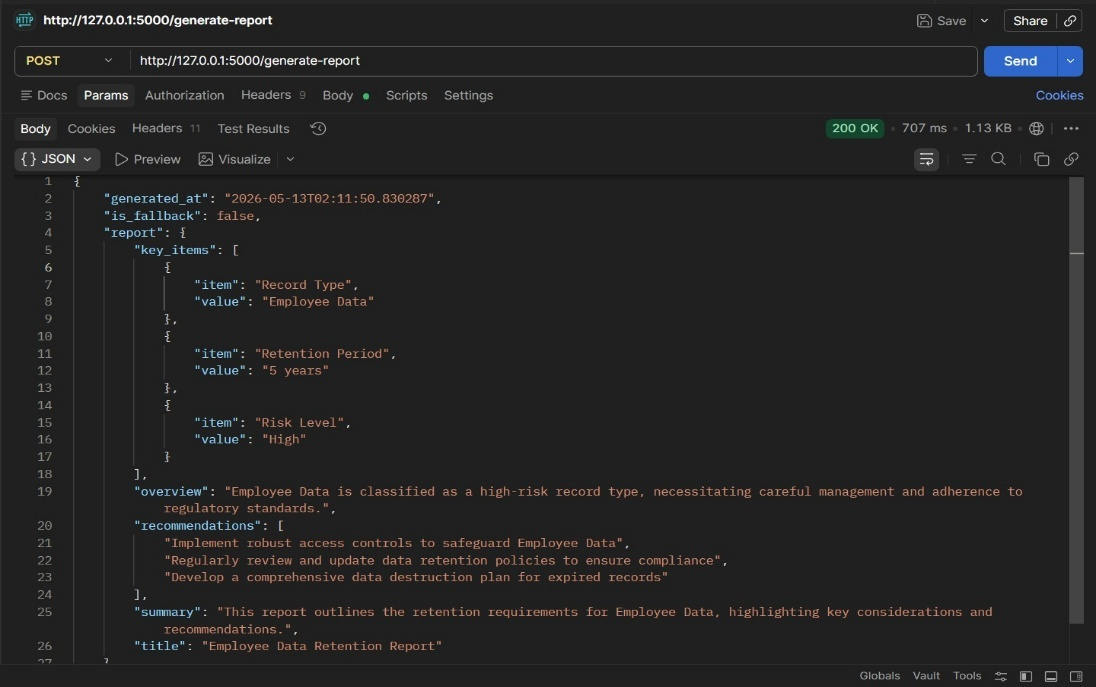 HTTP http://127.0.0.1:5000/generate-report Save Share
POST http://127.0.0.1:5000/generate-report Send
Docs Params Authorization Headers 9 Body Scripts Settings Cookies
Body Cookies Headers 11 Test Results 200 OK 707 ms 1.13 KB
{} JSON Preview Visualize
1 {
2 "generated_at": "2026-05-13T02:11:50.830287",
3 "is_fallback": false,
4 "report": {
5 "key_items": [
6 {
7 "item": "Record Type",
8 "value": "Employee Data"
9 },
10 {
11 "item": "Retention Period",
12 "value": "5 years"
13 },
14 {
15 "item": "Risk Level",
16 "value": "High"
17 }
18 ],
19 "overview": "Employee Data is classified as a high-risk record type, necessitating careful management and adherence to
regulatory standards.",
20 "recommendations": [
21 "Implement robust access controls to safeguard Employee Data",
22 "Regularly review and update data retention policies to ensure compliance",
23 "Develop a comprehensive data destruction plan for expired records"
24 ],
25 "summary": "This report outlines the retention requirements for Employee Data, highlighting key considerations and
recommendations.",
26 "title": "Employee Data Retention Report"
27 }
Globals Vault Tools